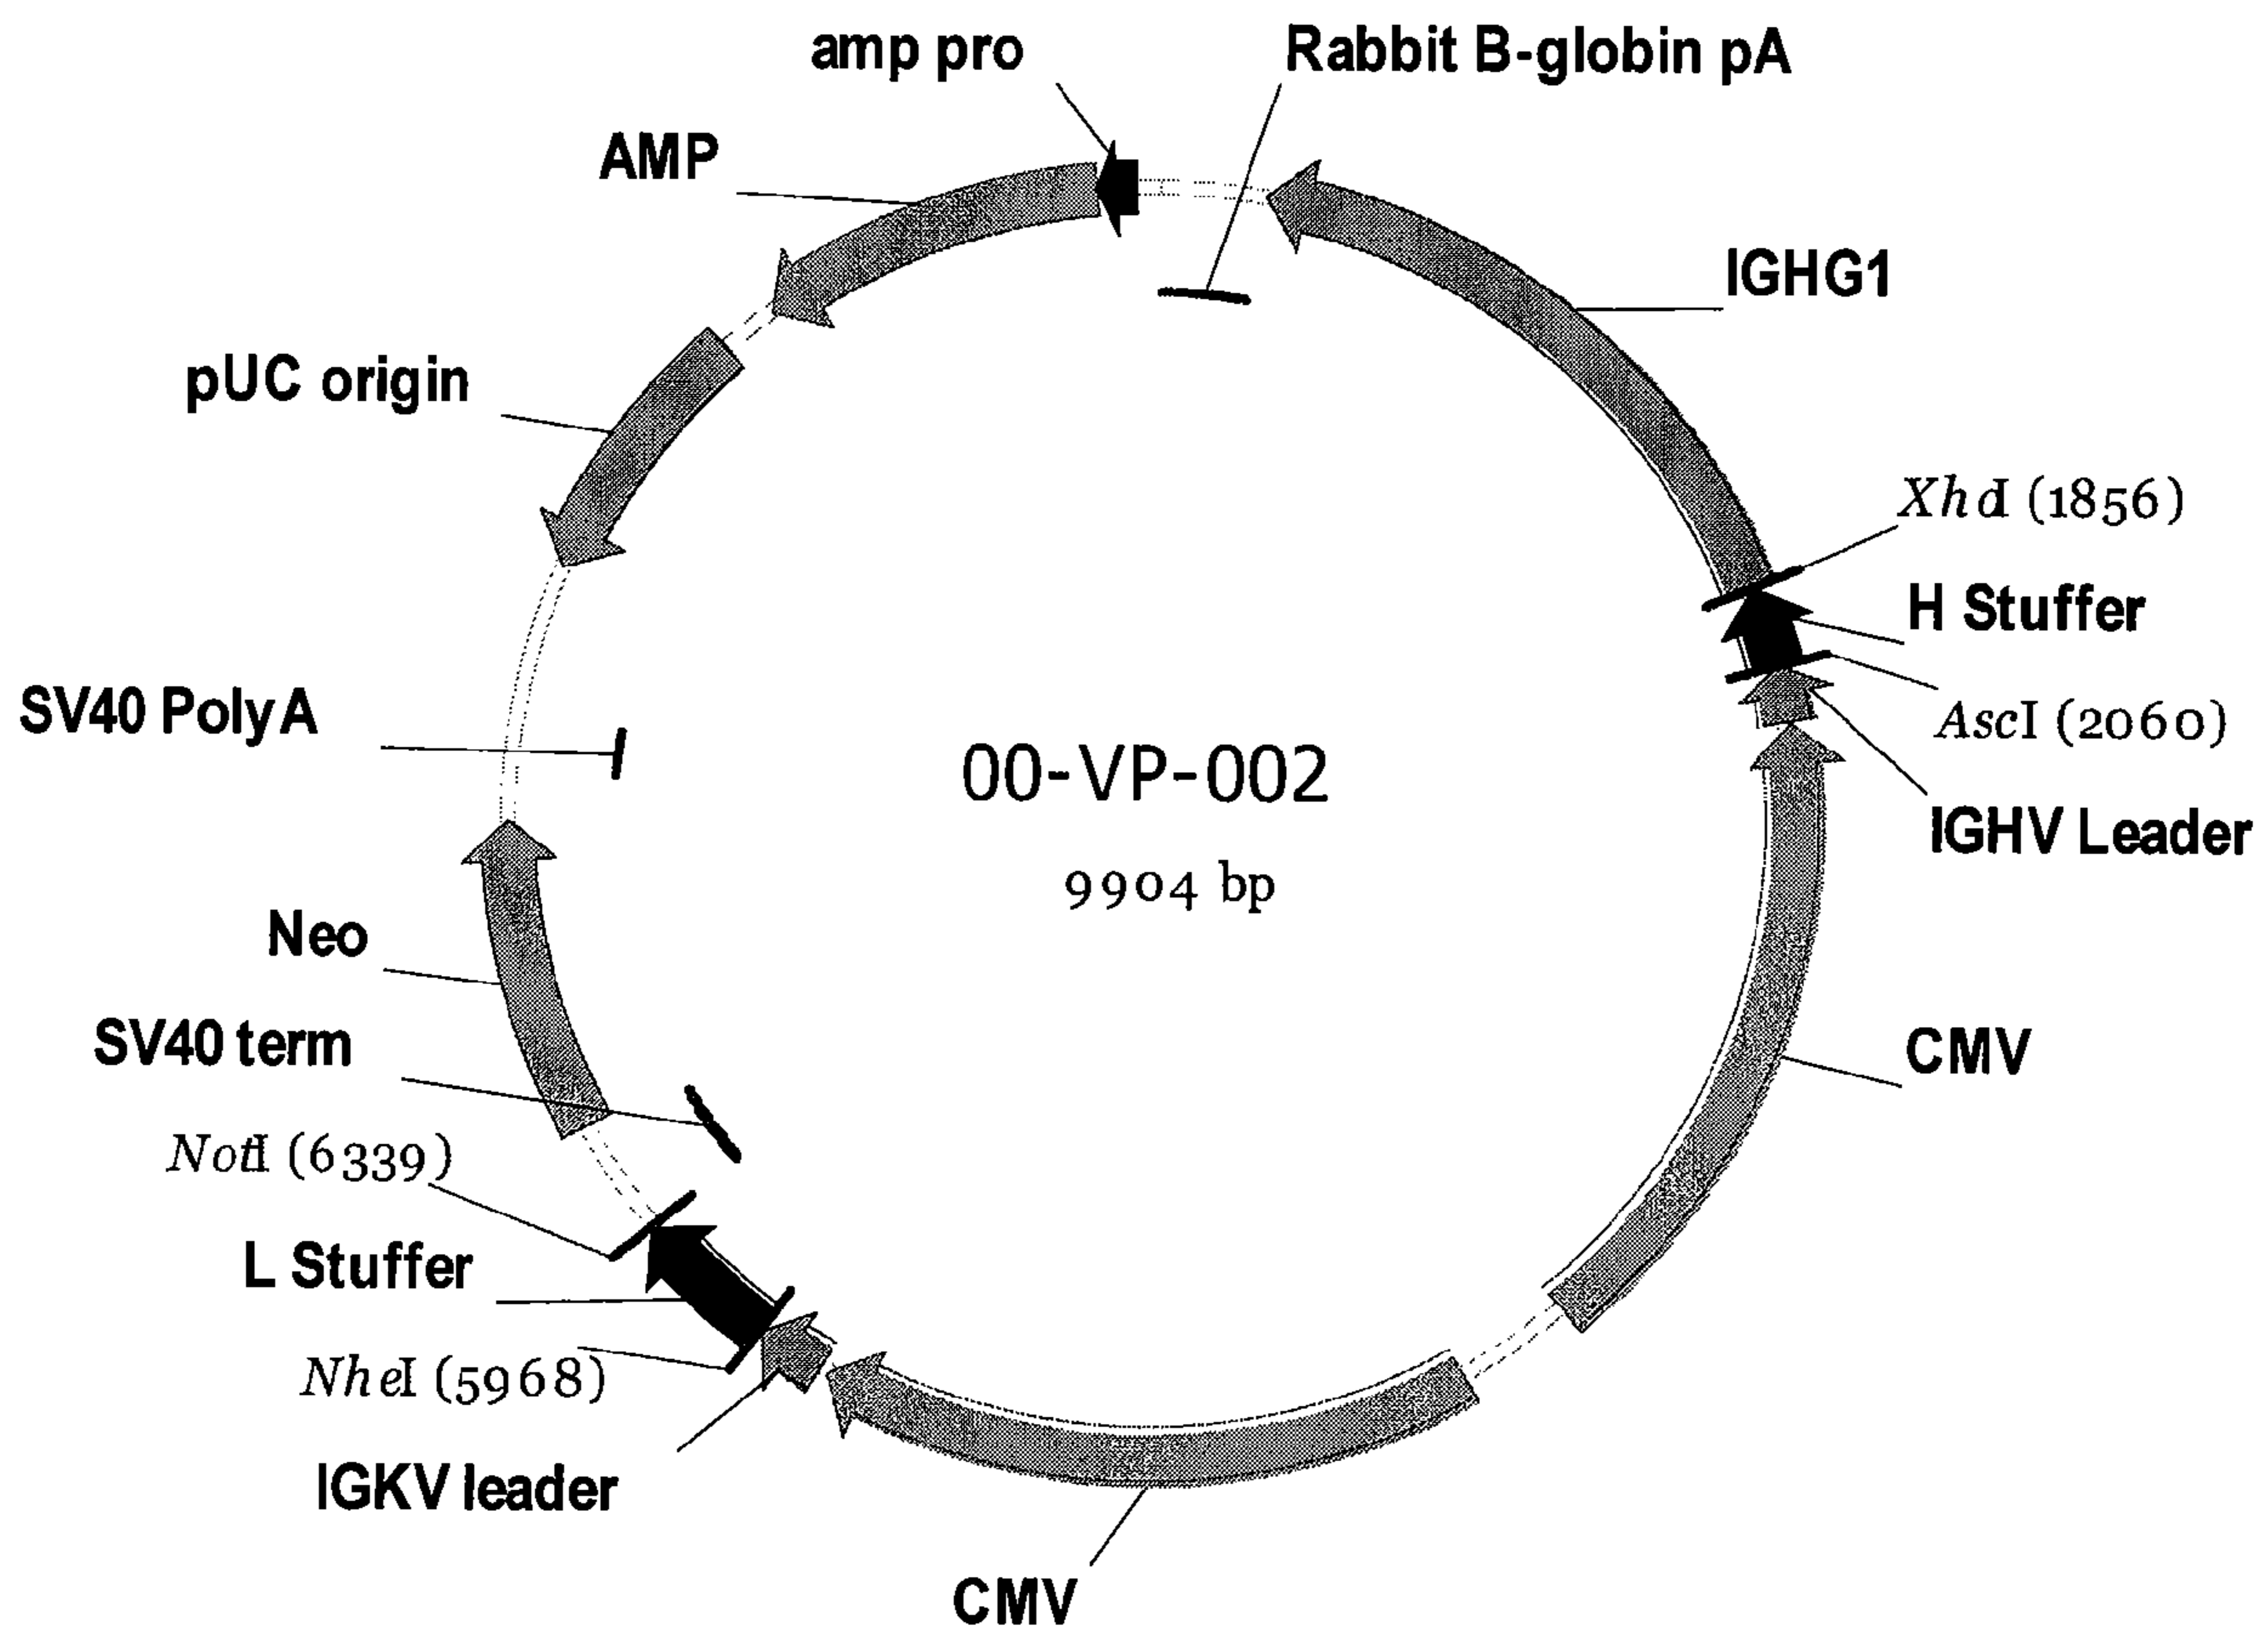 amp pro
Rabbit B-globin pA
AMP
IGHG1
pUC origin
XhoI (1856)
H Stuffer
SV40 PolyA
AscI (2060)
00-VP-002
IGHV Leader
9904 bp
Neo
SV40 term
CMV
NotI (6339)
L Stuffer
NheI (5968)
IGKV leader
CMV